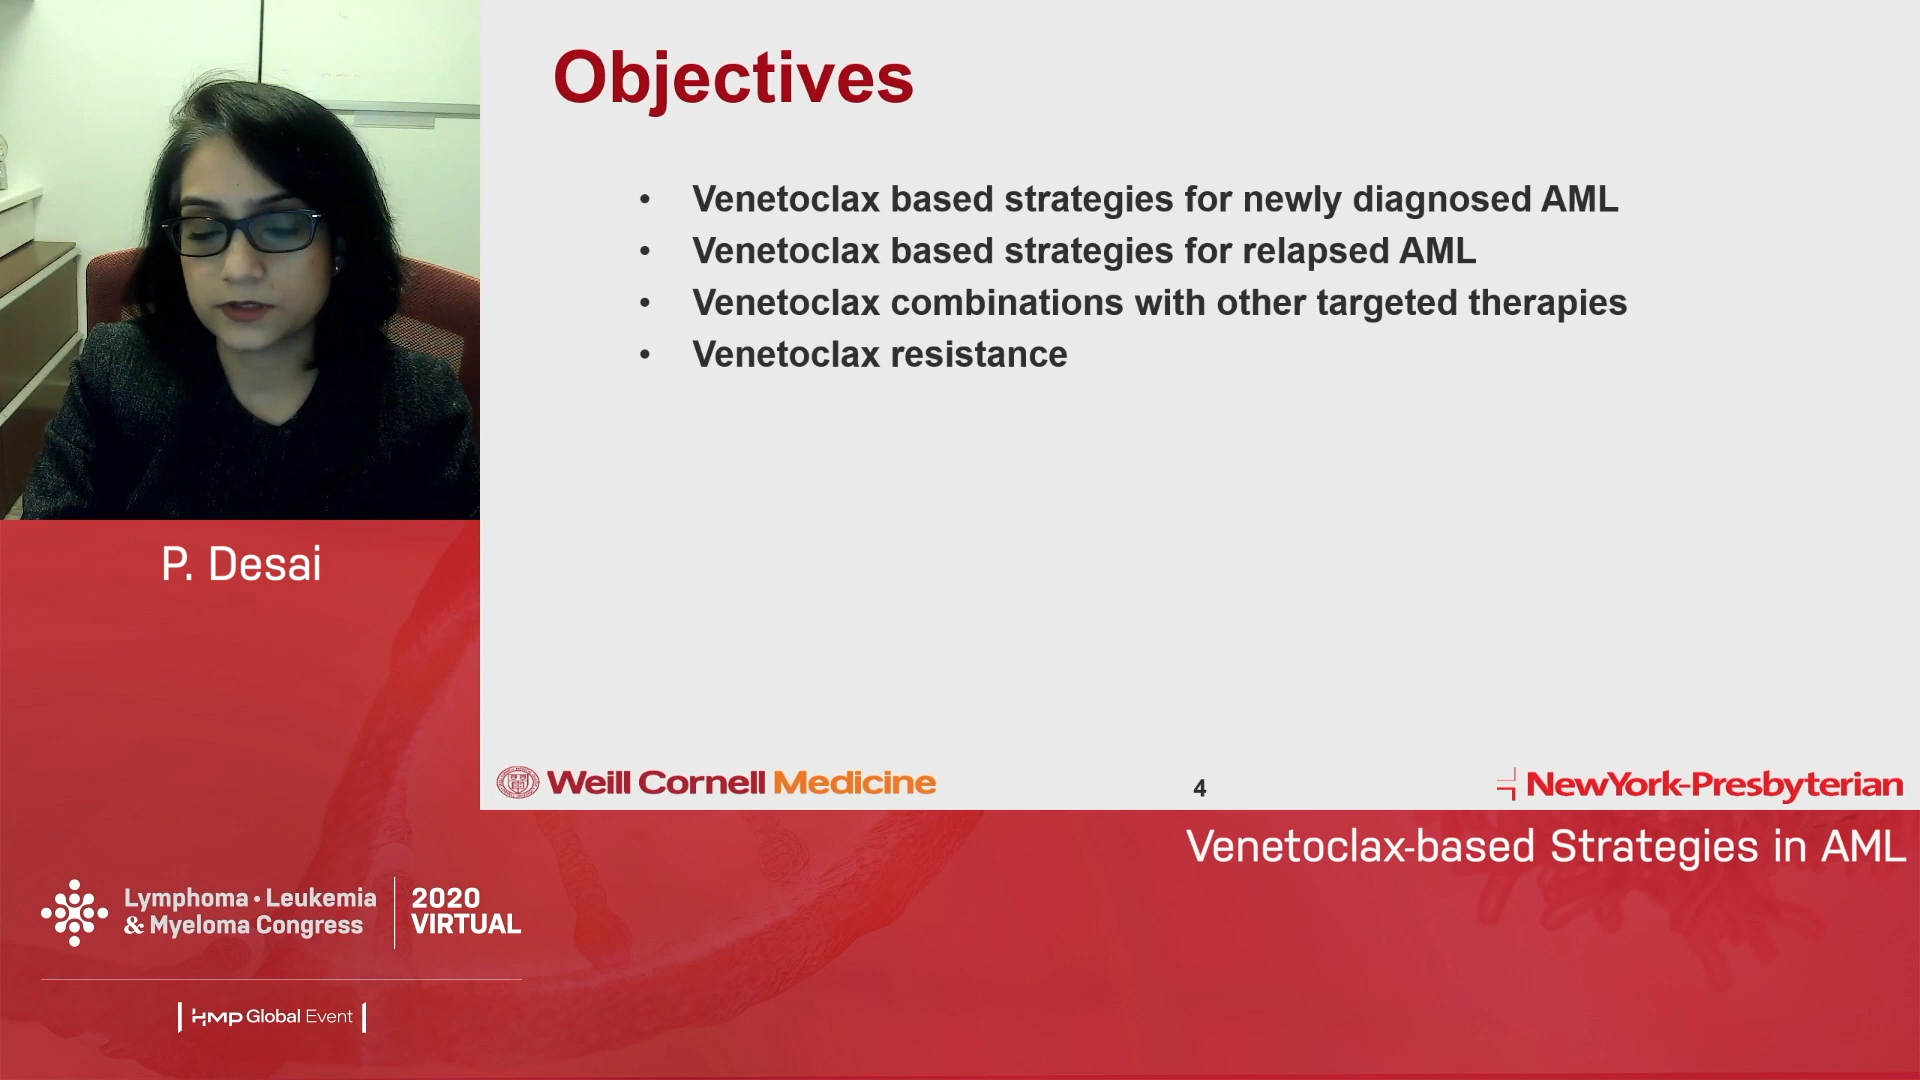 Objectives
• Venetoclax based strategies for newly diagnosed AML
• Venetoclax based strategies for relapsed AML
• Venetoclax combinations with other targeted therapies
• Venetoclax resistance
P. Desai
Weill Cornell Medicine
4
NewYork-Presbyterian
Venetoclax-based Strategies in AML
Lymphoma • Leukemia
& Myeloma Congress
2020
VIRTUAL
HMP Global Event